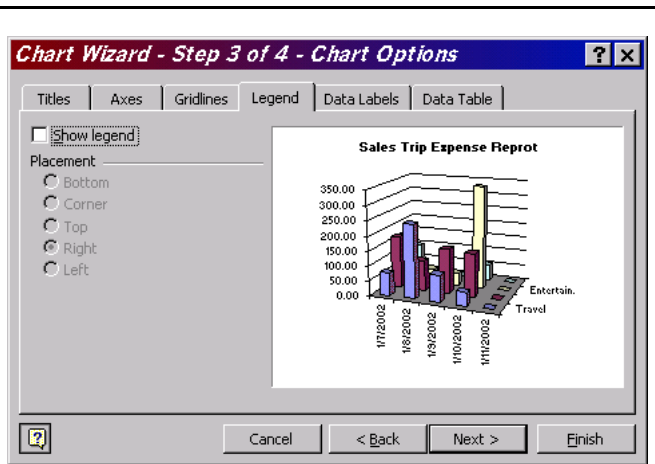 Chart Wizard - Step 3 of 4 - Chart Options
Titles Axes Gridlines Legend Data Labels Data Table
Show legend
Placement
Bottom
Corner
Top
Right
Left
Sales Trip Expense Reprot
350.00
300.00
250.00
200.00
150.00
100.00
50.00
0.00
Entertain.
Travel
1/7/2002
1/8/2002
1/9/2002
1/10/2002
1/11/2002
Cancel < Back Next > Finish